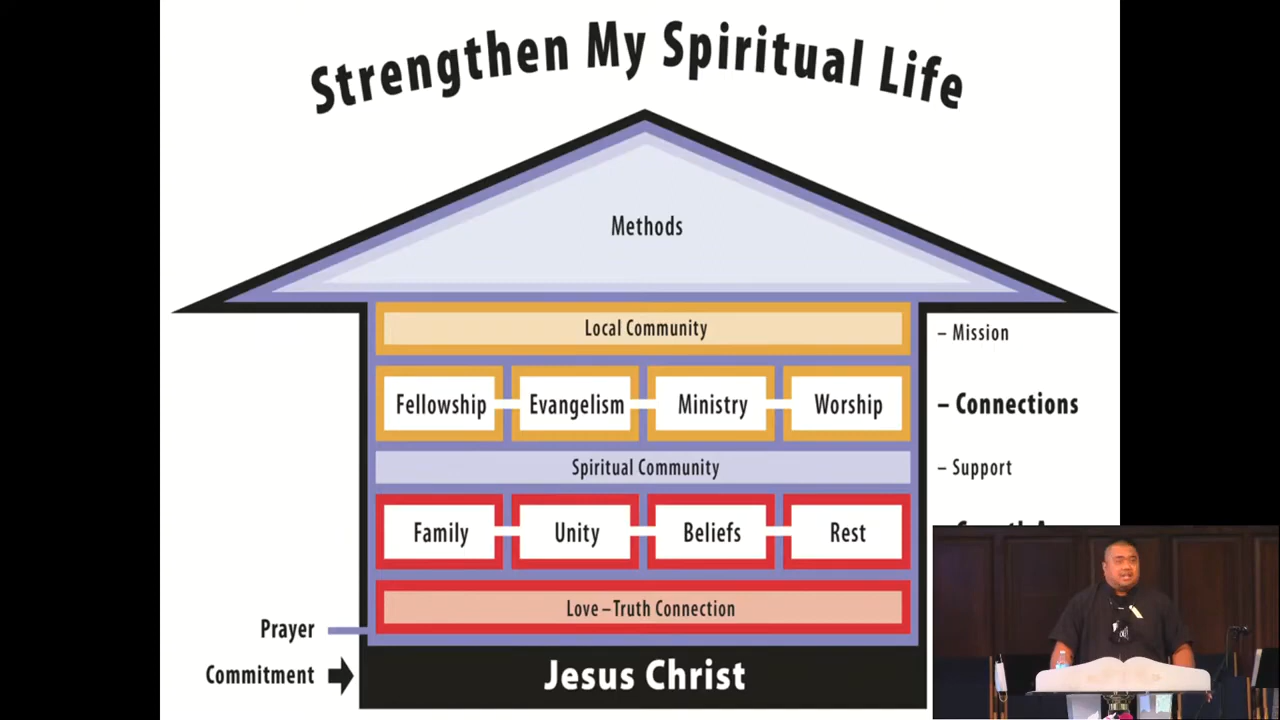 Strengthen My Spiritual Life
Methods
Local Community
– Mission
Fellowship
Evangelism
Ministry
Worship
– Connections
Spiritual Community
– Support
Family
Unity
Beliefs
Rest
Love–Truth Connection
Prayer
Commitment
Jesus Christ